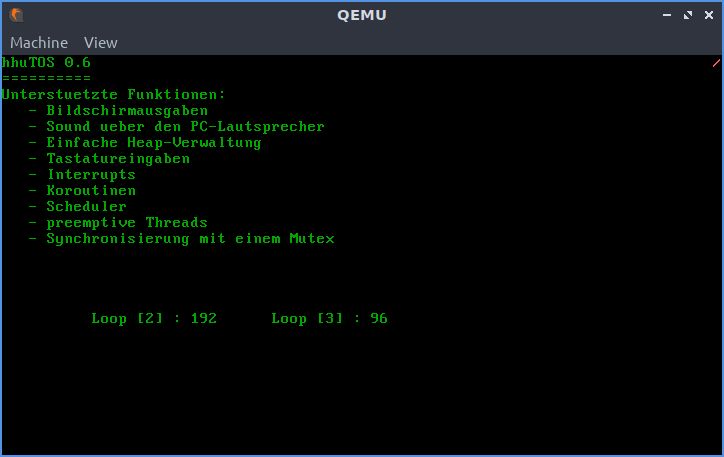 QEMU
Machine View
hhuTOS 0.6 /
==========
Unterstuetzte Funktionen:
- Bildschirmausgaben
- Sound ueber den PC-Lautsprecher
- Einfache Heap-Verwaltung
- Tastatureingaben
- Interrupts
- Koroutinen
- Scheduler
- preemptive Threads
- Synchronisierung mit einem Mutex
Loop [2] : 192 Loop [3] : 96